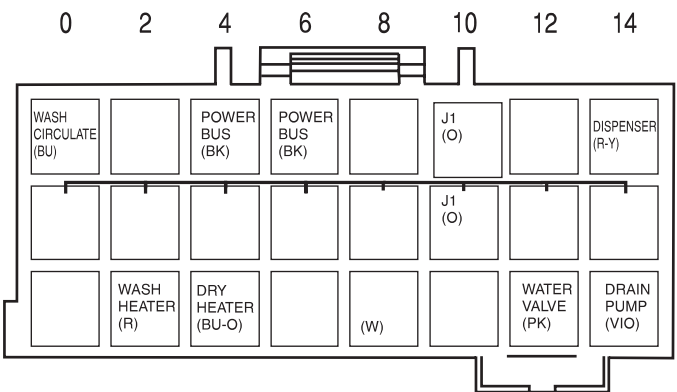 0 2 4 6 8 10 12 14
WASH
CIRCULATE
(BU)
POWER
BUS
(BK)
POWER
BUS
(BK)
J1
(O)
DISPENSER
(R-Y)
J1
(O)
WASH
HEATER
(R)
DRY
HEATER
(BU-O)
(W)
WATER
VALVE
(PK)
DRAIN
PUMP
(VIO)